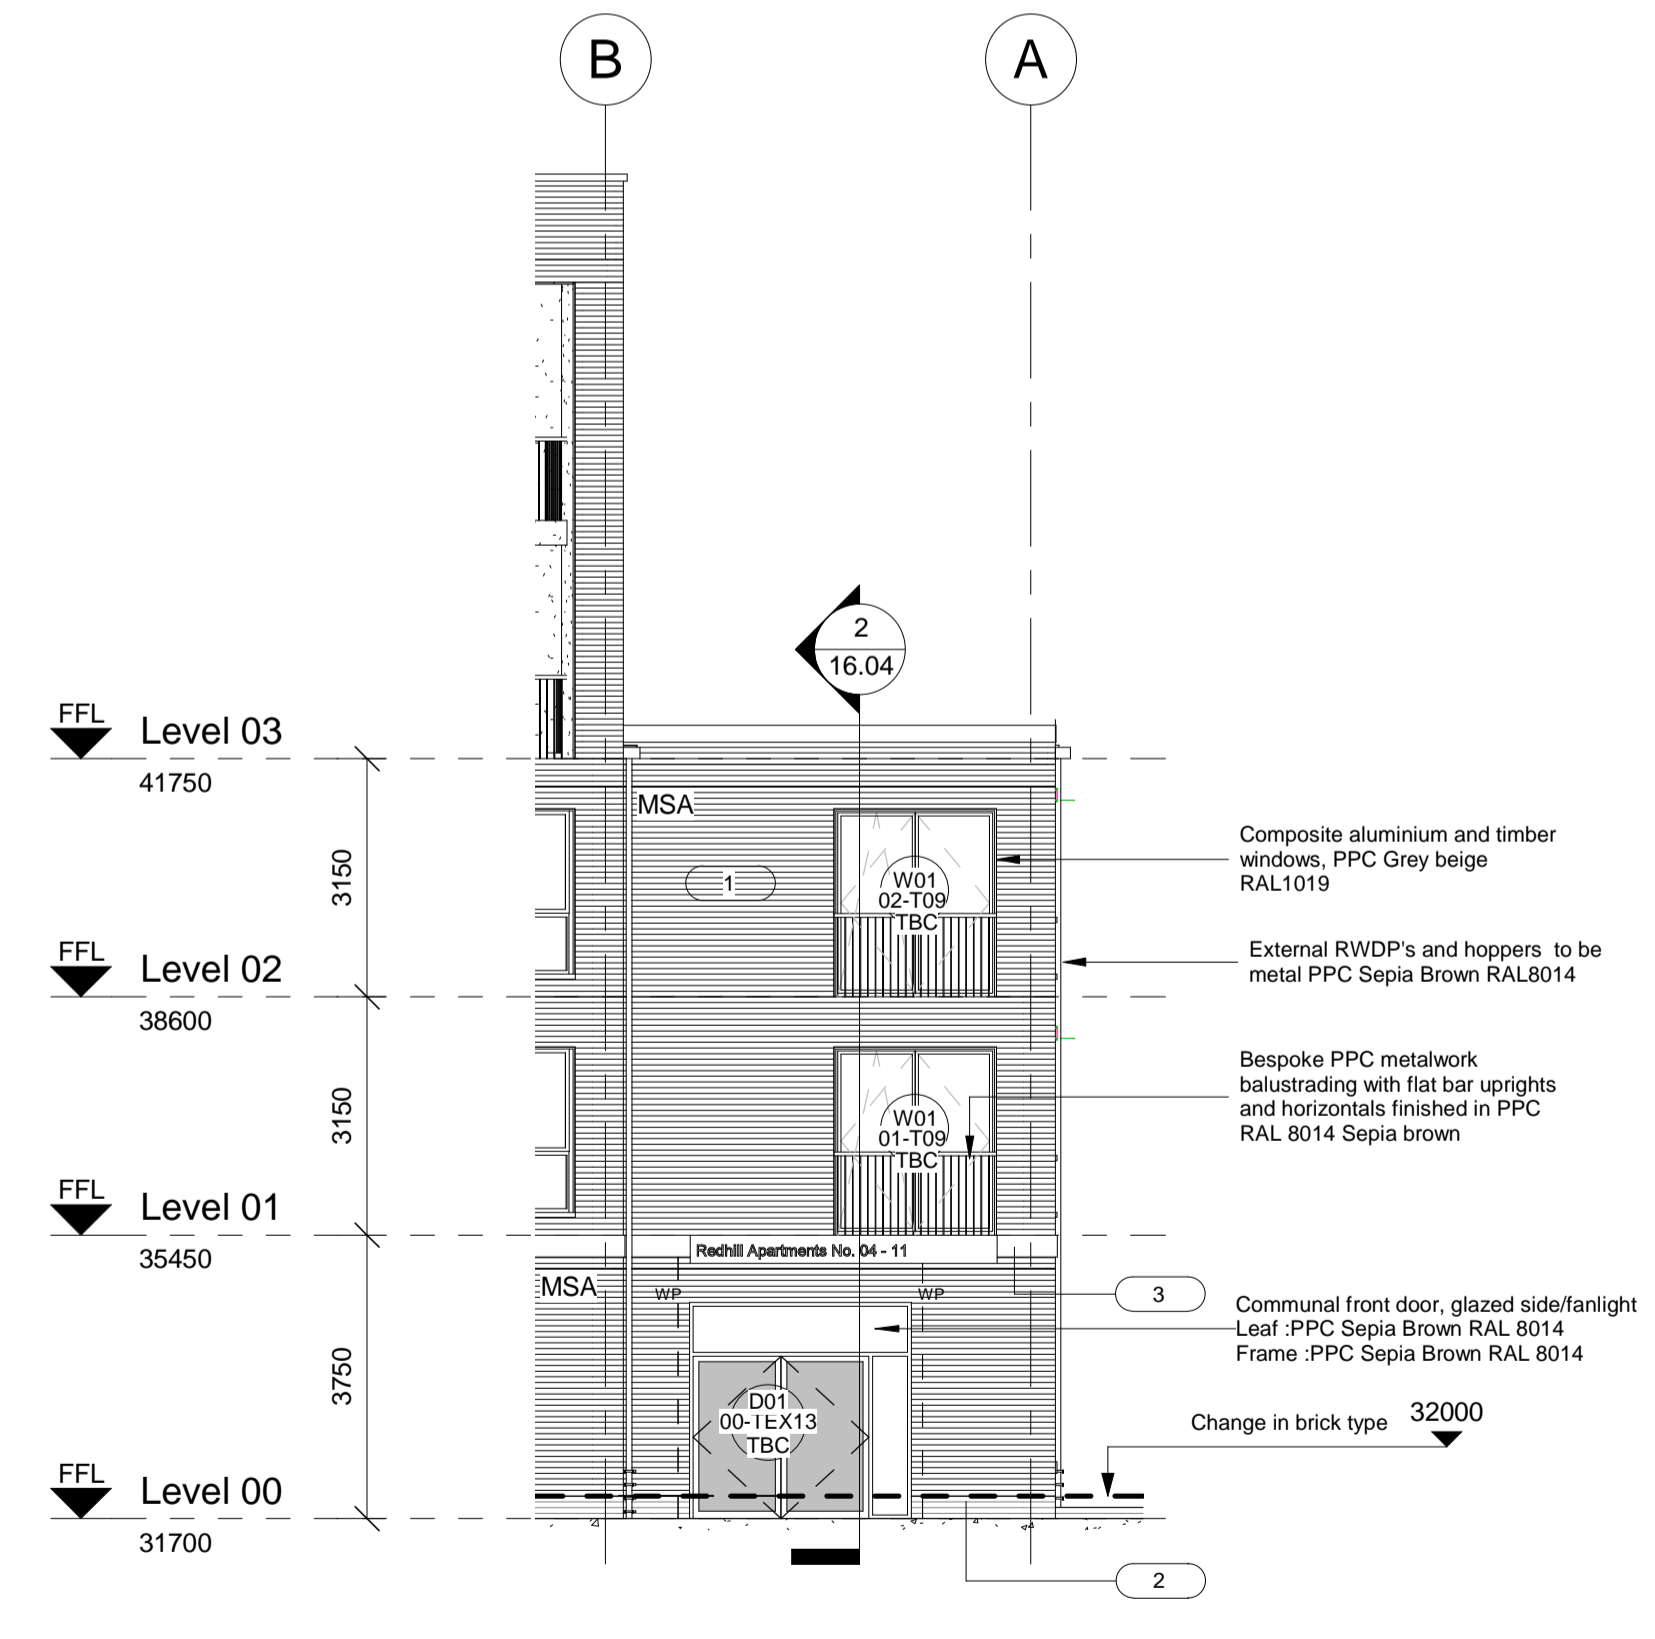 B
A
2
16.04
FFL
Level 03
41750
3150
MSA
1
W01
02-T09
TBC
Composite aluminium and timber
windows, PPC Grey beige
RAL1019
External RWDP's and hoppers to be
metal PPC Sepia Brown RAL8014
FFL
Level 02
38600
3150
Bespoke PPC metalwork
balustrading with flat bar uprights
and horizontals finished in PPC
RAL 8014 Sepia brown
W01
01-T09
TBC
FFL
Level 01
35450
Redhill Apartments No. 04 - 11
MSA
WP
WP
3
Communal front door, glazed side/fanlight
Leaf :PPC Sepia Brown RAL 8014
Frame :PPC Sepia Brown RAL 8014
3750
D01
00-TEX13
TBC
Change in brick type
32000
FFL
Level 00
31700
2